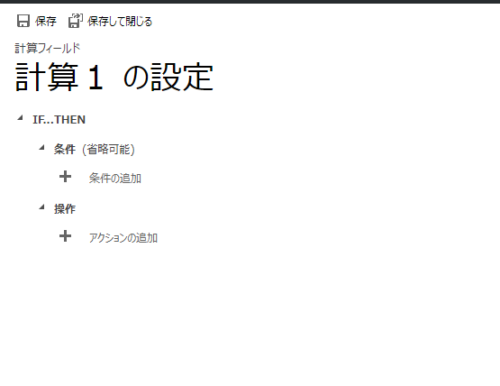 保存 保存して閉じる
計算フィールド
計算 1 の設定
IF...THEN
条件 (省略可能)
条件の追加
操作
アクションの追加